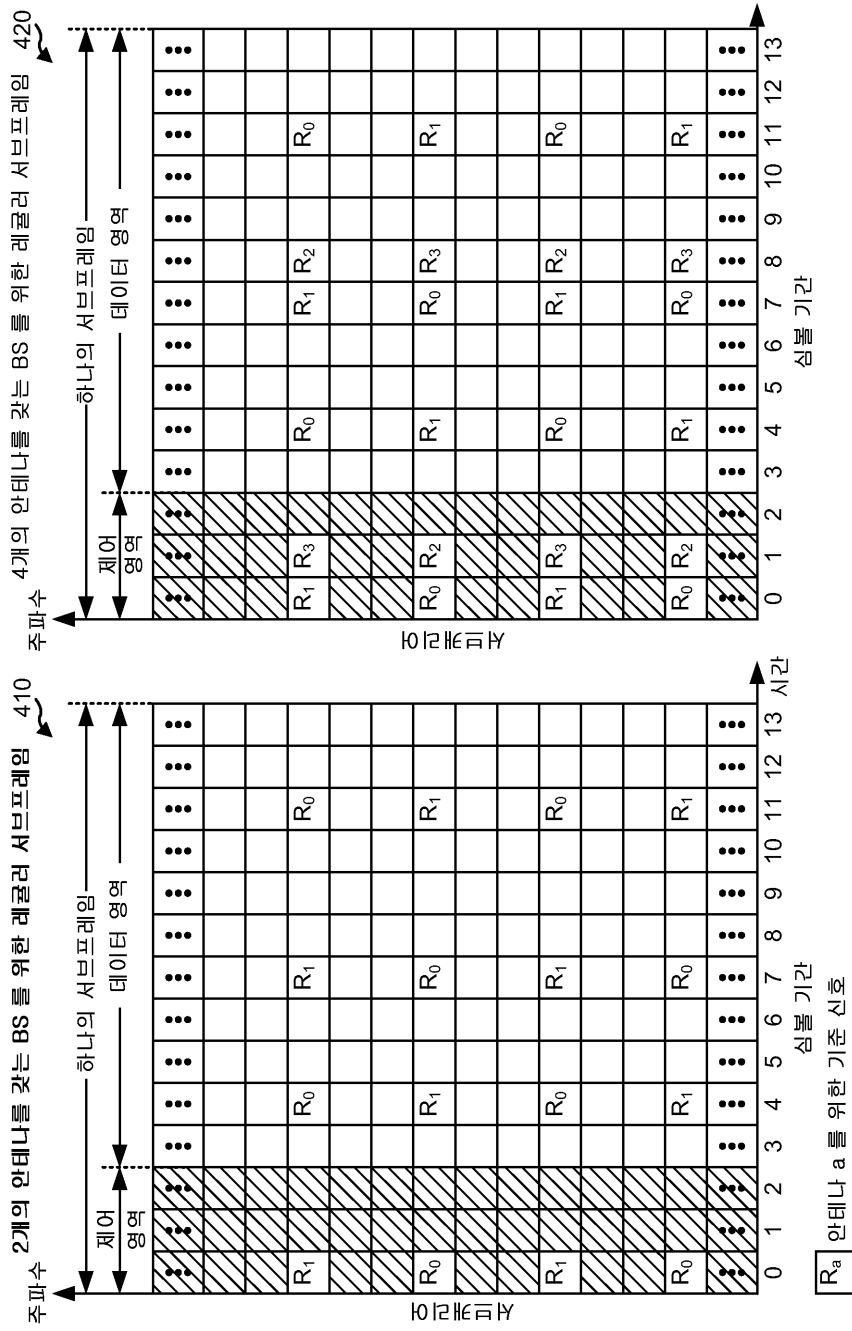 2개의 안테나를 갖는 BS 를 위한 레귤러 서브프레임
410
주파수
하나의 서브프레임
제어
영역
데이터 영역
서브캐리어
••• ••• ••• ••• ••• ••• ••• ••• ••• ••• ••• ••• ••• •••
R1 R0 R1 R0
R0 R1 R0 R1
R1 R0 R1 R0
R0 R1 R0 R1
••• ••• ••• ••• ••• ••• ••• ••• ••• ••• ••• ••• ••• •••
0 1 2 3 4 5 6 7 8 9 10 11 12 13
시간
심볼 기간
Ra 안테나 a 를 위한 기준 신호
4개의 안테나를 갖는 BS 를 위한 레귤러 서브프레임
420
주파수
하나의 서브프레임
제어
영역
데이터 영역
서브캐리어
••• ••• ••• ••• ••• ••• ••• ••• ••• ••• ••• ••• ••• •••
R1 R3 R0 R1 R2 R0
R0 R2 R1 R0 R3 R1
R1 R3 R0 R1 R2 R0
R0 R2 R1 R0 R3 R1
••• ••• ••• ••• ••• ••• ••• ••• ••• ••• ••• ••• ••• •••
0 1 2 3 4 5 6 7 8 9 10 11 12 13
심볼 기간